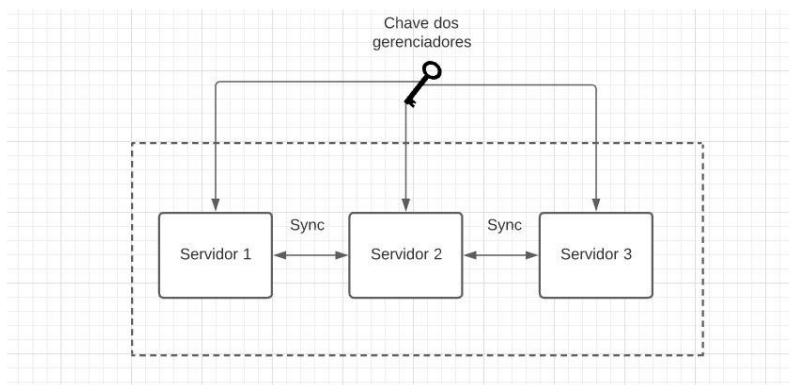 Chave dos
gerenciadores
Sync
Sync
Servidor 1
Servidor 2
Servidor 3